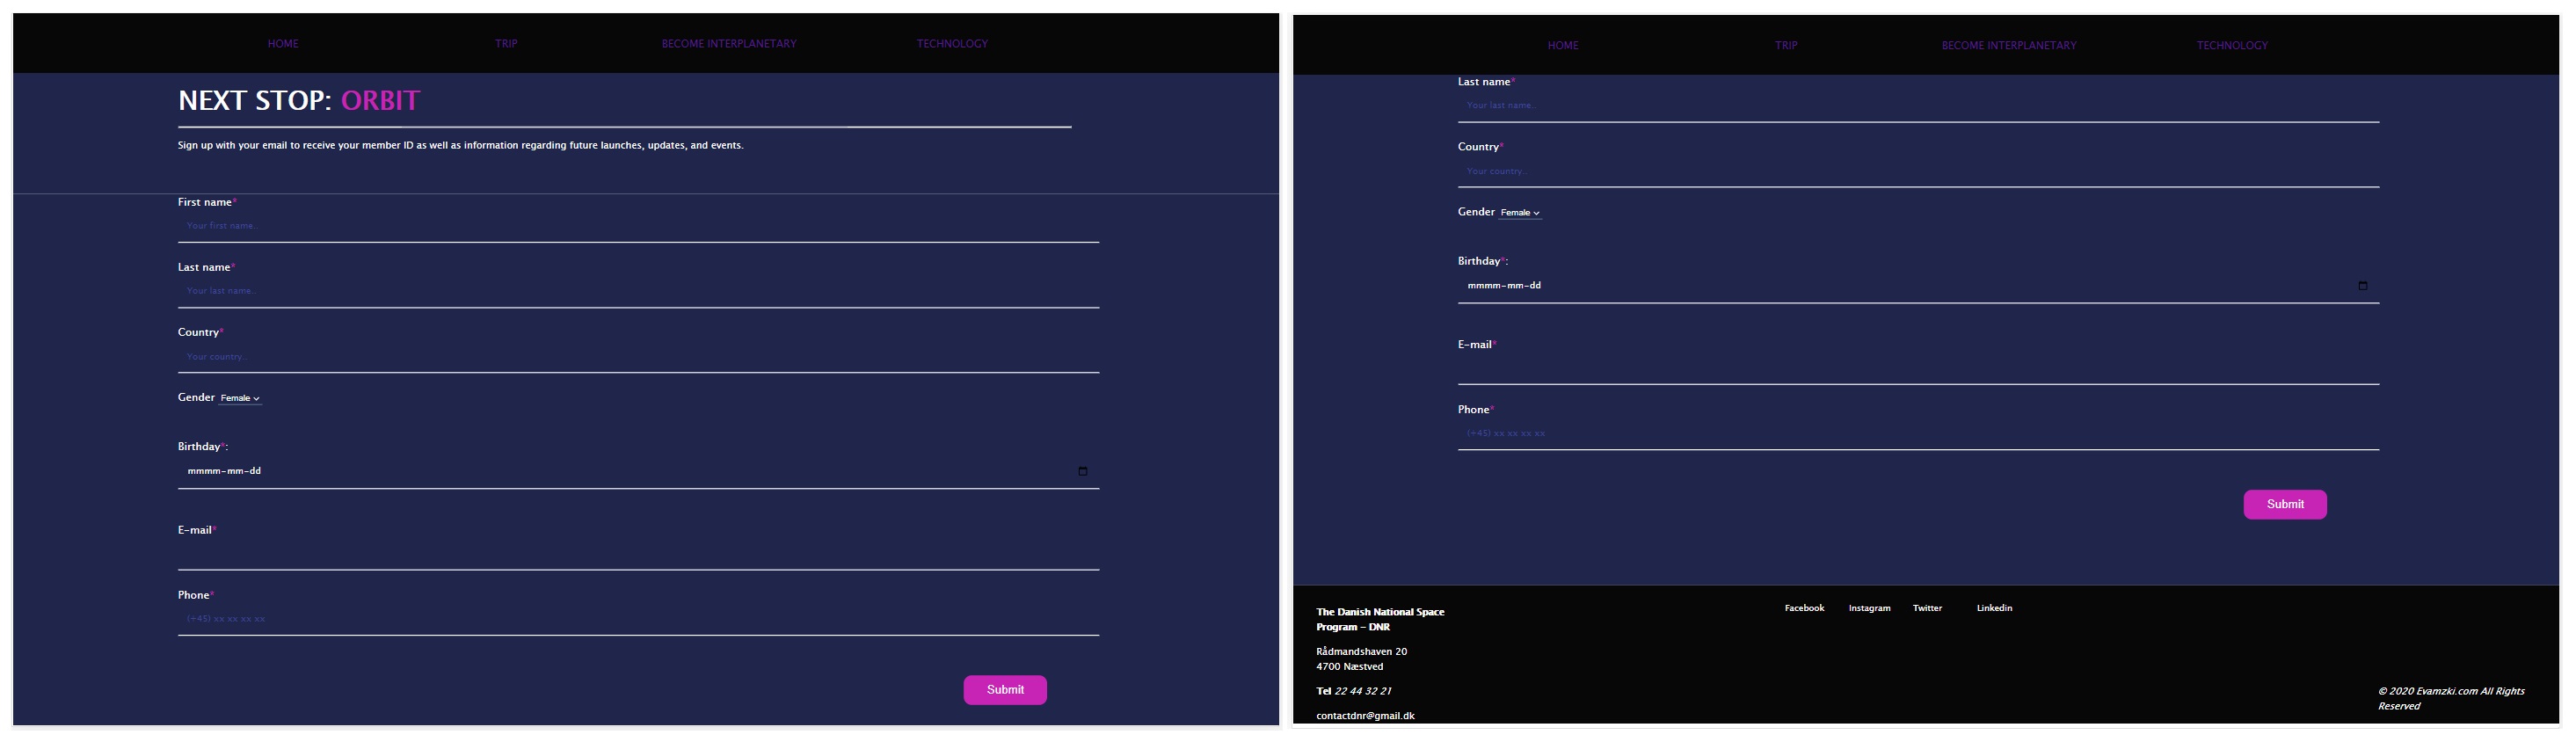 HOME TRIP BECOME INTERPLANETARY TECHNOLOGY
NEXT STOP: ORBIT
Sign up with your email to receive your member ID as well as information regarding future launches, updates, and events.
First name*
Your first name..
Last name*
Your last name..
Country*
Your country..
Gender Female
Birthday*:
mmmm-mm-dd
E-mail*
Phone*
(+45) xx xx xx xx
Submit
HOME TRIP BECOME INTERPLANETARY TECHNOLOGY
Last name*
Your last name..
Country*
Your country..
Gender Female
Birthday*:
mmmm-mm-dd
E-mail*
Phone*
(+45) xx xx xx xx
Submit
The Danish National Space
Program - DNR
Rådmandshaven 20
4700 Næstved
Tel 22 44 32 21
contactdnr@gmail.dk
Facebook Instagram Twitter Linkedin
© 2020 Evamzki.com All Rights
Reserved